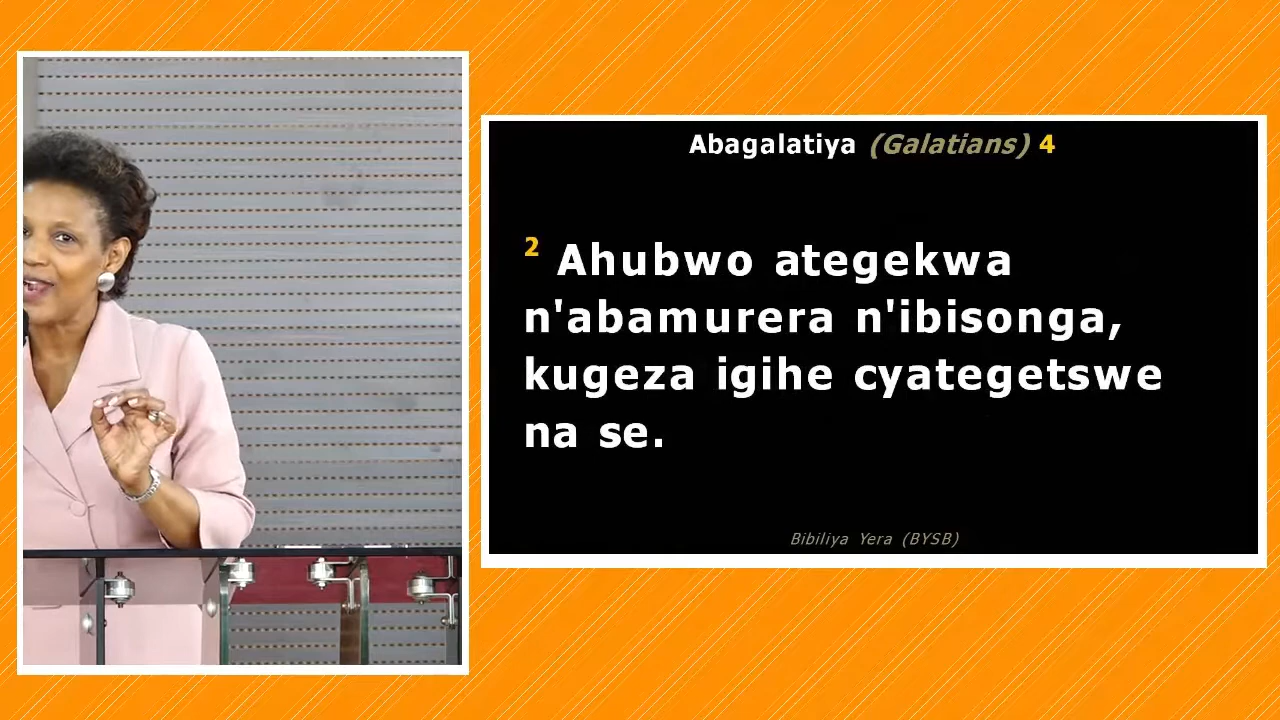 Abagalatiya (Galatians) 4
2 Ahubwo ategekwa
n'abamurera n'ibisonga,
kugeza igihe cyategetswe
na se.
Bibiliya Yera (BYSB)